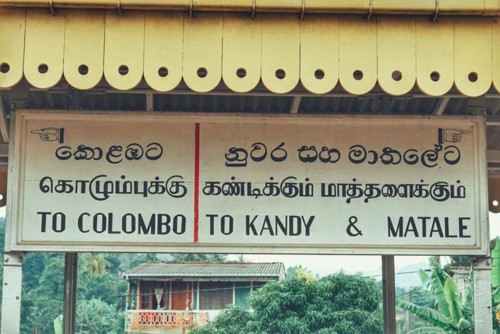 කොළඹට
கொழும்புக்கு
TO COLOMBO
නුවර සහ මාතලේට
கண்டிக்கும் மாத்தளைக்கும்
TO KANDY & MATALE